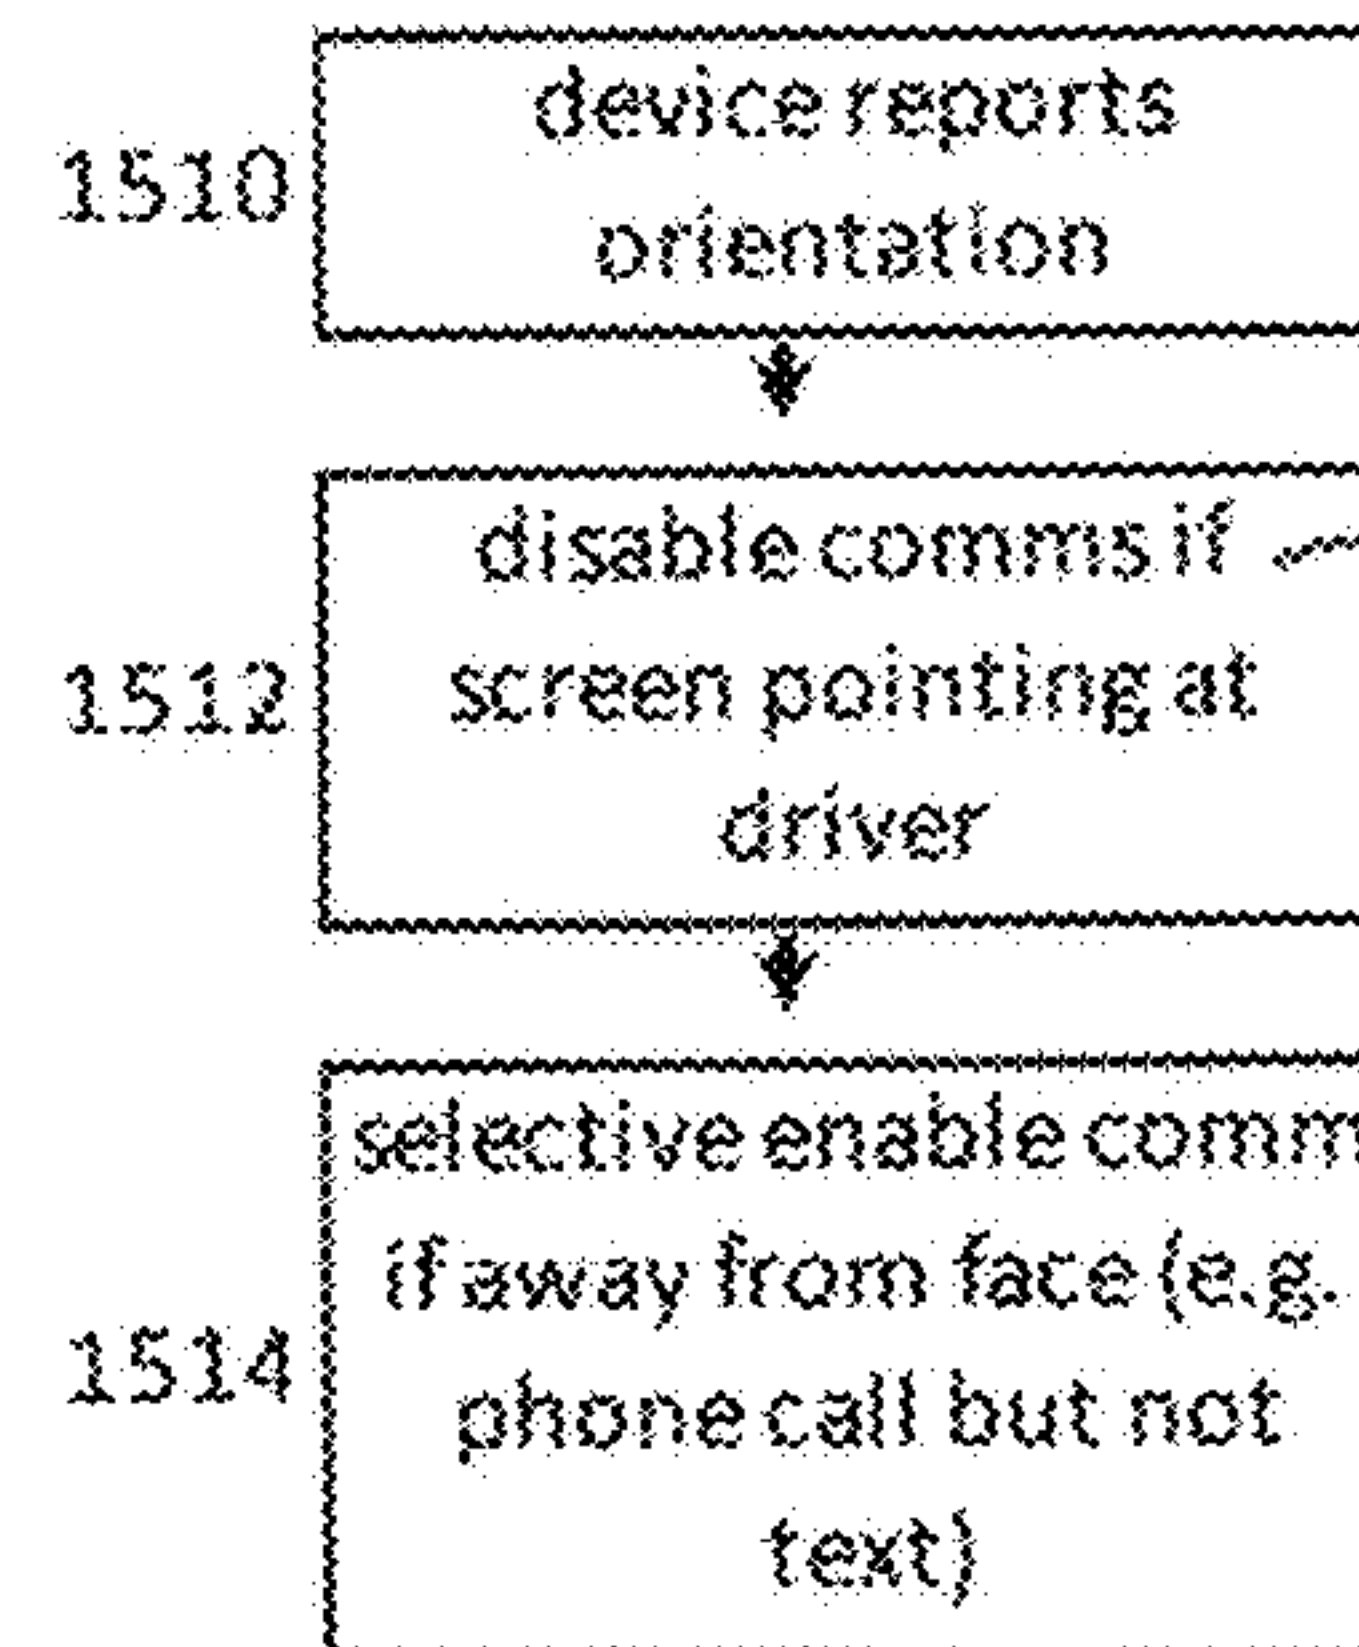 device reports
1510
orientation
disable comms if
screen pointing at
1512
driver
selective enable comm
if away from face (e.g.
1514
phone call but not
text)